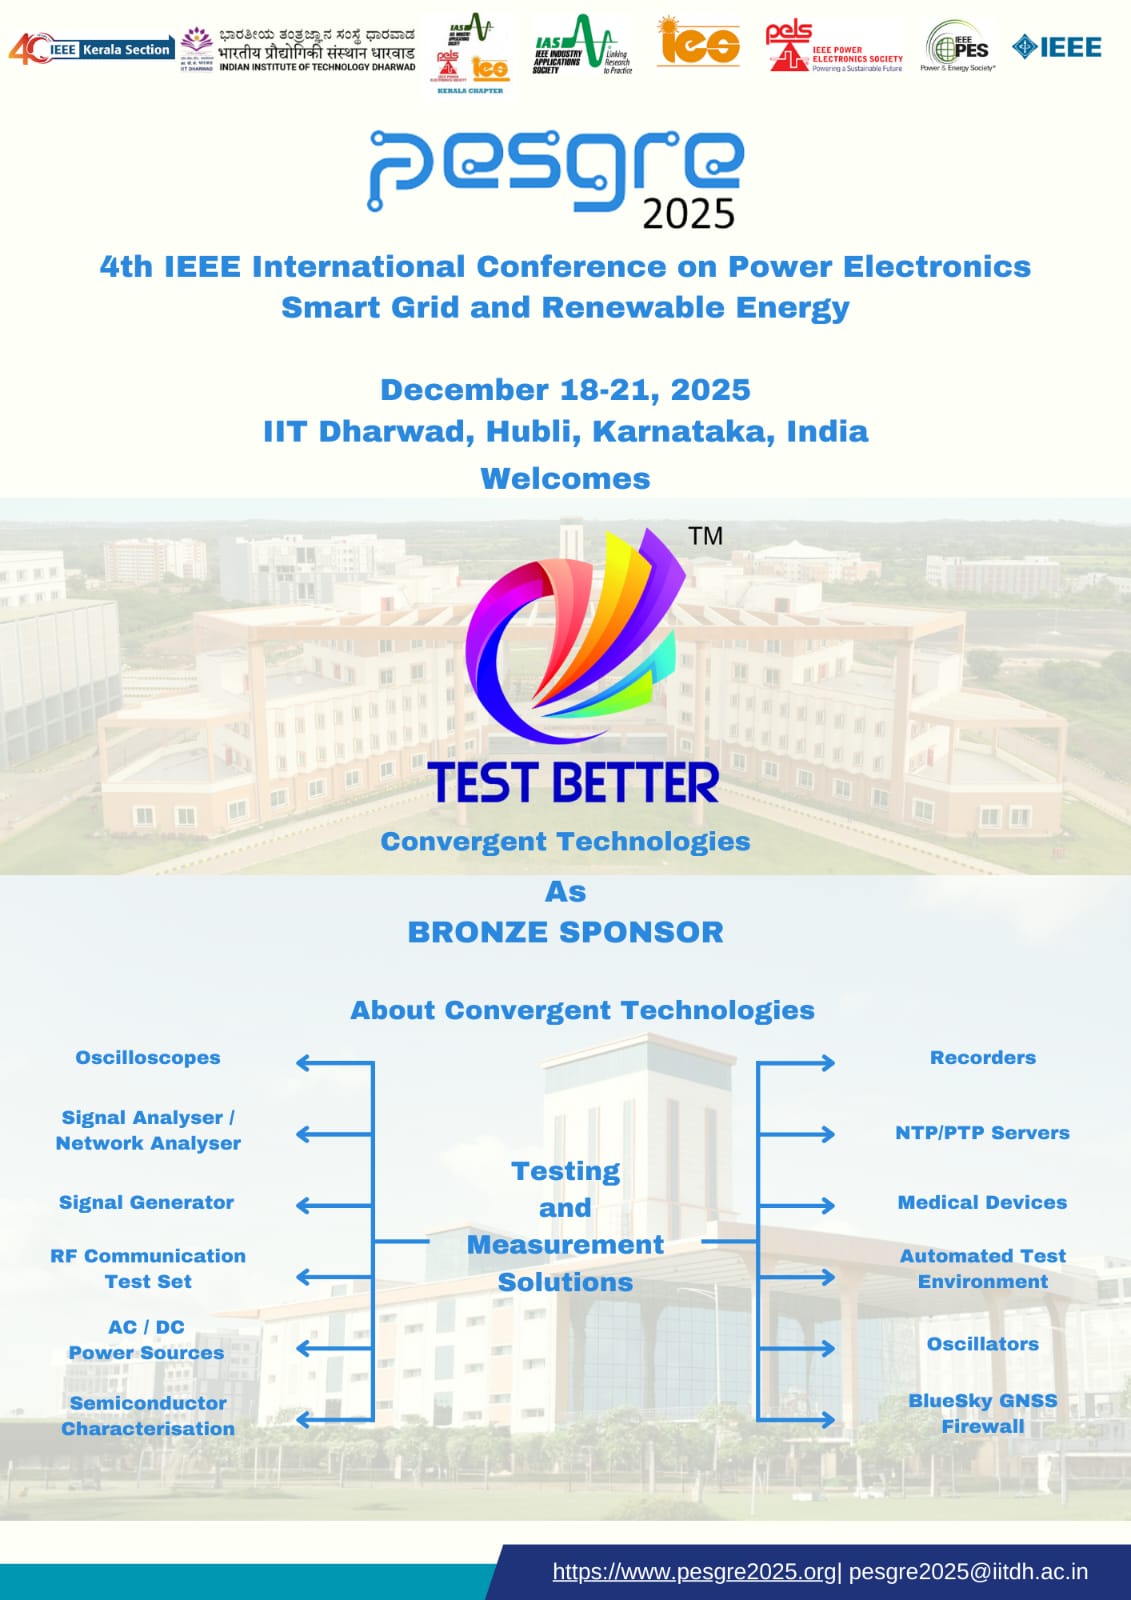 40 IEEE Kerala Section
ಭಾರತೀಯ ತಂತ್ರಜ್ಞಾನ ಸಂಸ್ಥೆ ಧಾರವಾಡ
भारतीय प्रौद्योगिकी संस्थान धारवाड
INDIAN INSTITUTE OF TECHNOLOGY DHARWAD
IIT DHARWAD
IAS
pels
ies
KERALA CHAPTER
IAS
IEEE INDUSTRY
APPLICATIONS
SOCIETY
Linking
Research
to Practice
ies
pels
IEEE POWER
ELECTRONICS SOCIETY
Powering a Sustainable Future
IEEE
PES
Power & Energy Society®
IEEE
pesgre
2025
4th IEEE International Conference on Power Electronics
Smart Grid and Renewable Energy
December 18-21, 2025
IIT Dharwad, Hubli, Karnataka, India
Welcomes
TM
TEST BETTER
Convergent Technologies
As
BRONZE SPONSOR
About Convergent Technologies
Testing
and
Measurement
Solutions
Oscilloscopes
Signal Analyser /
Network Analyser
Signal Generator
RF Communication
Test Set
AC / DC
Power Sources
Semiconductor
Characterisation
Recorders
NTP/PTP Servers
Medical Devices
Automated Test
Environment
Oscillators
BlueSky GNSS
Firewall
https://www.pesgre2025.org| pesgre2025@iitdh.ac.in